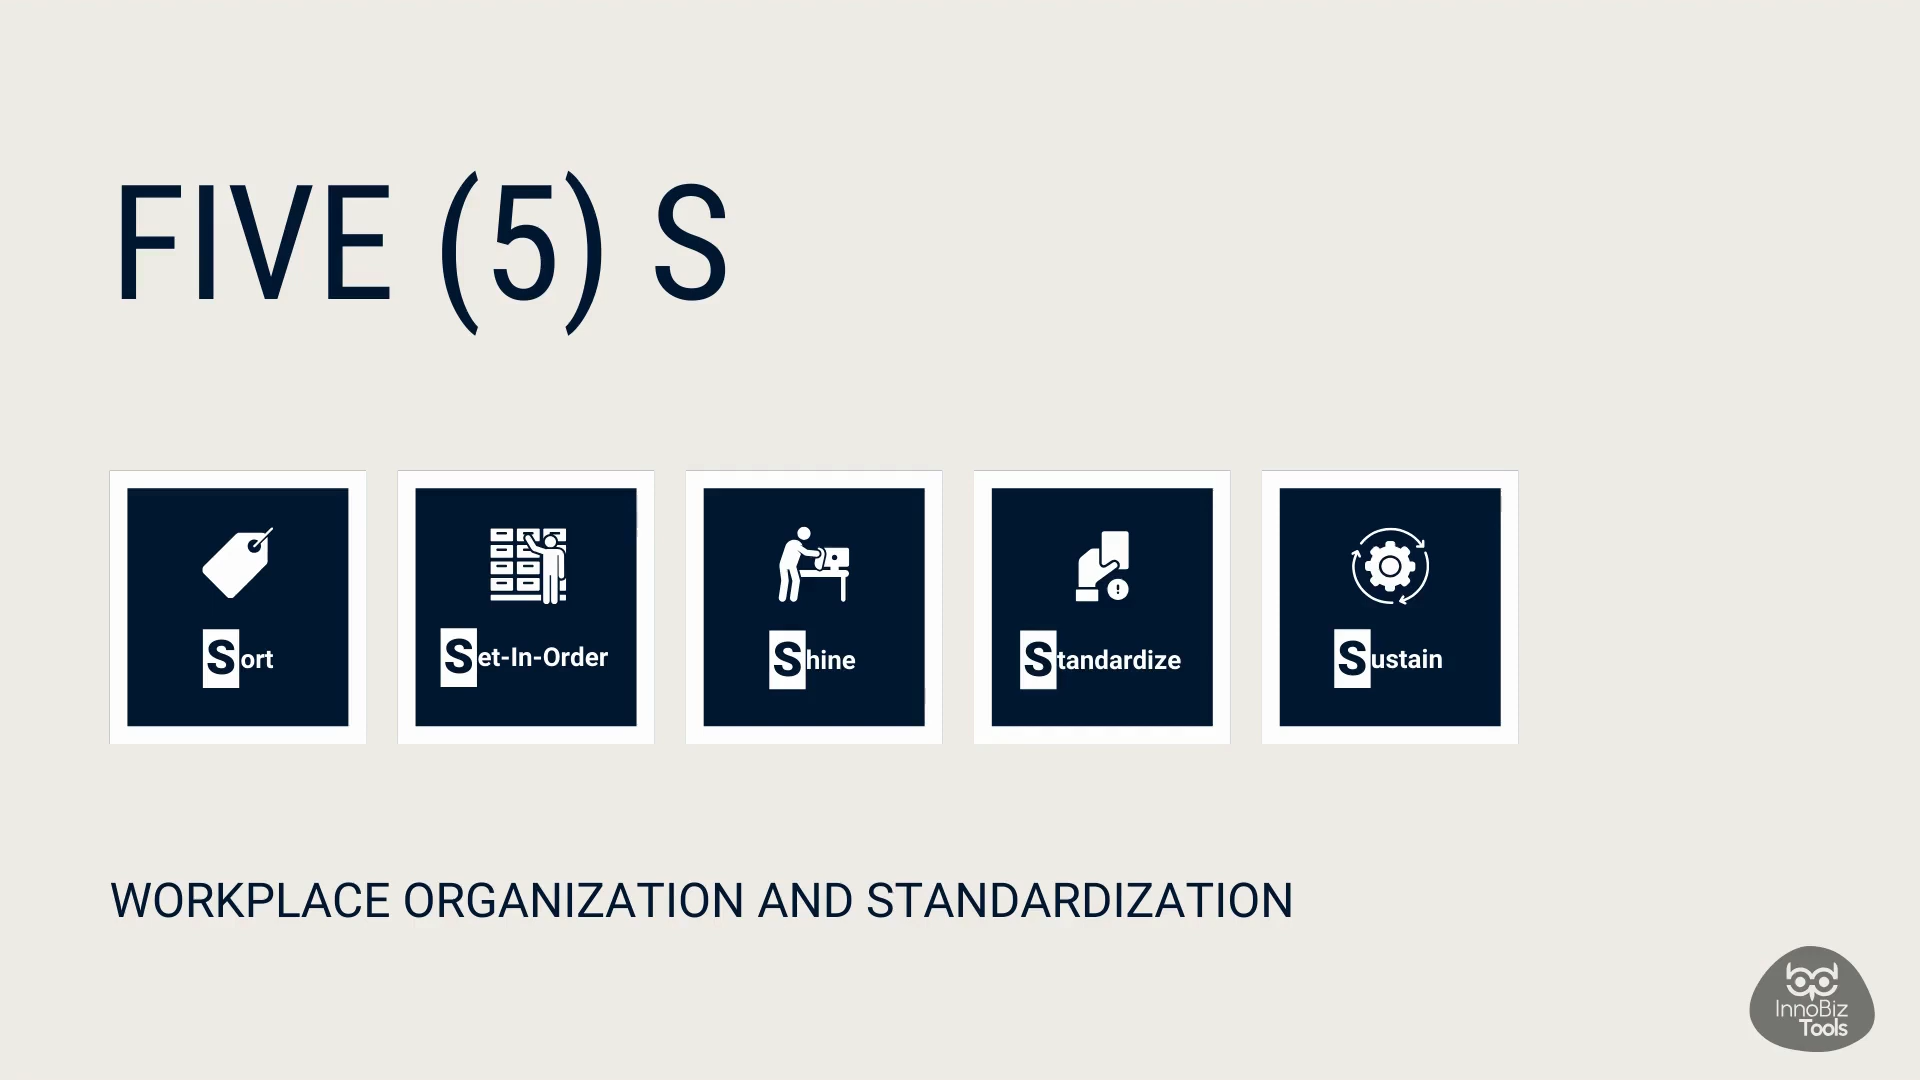 FIVE (5) S
Sort
Set-In-Order
Shine
Standardize
Sustain
WORKPLACE ORGANIZATION AND STANDARDIZATION
InnoBiz
Tools